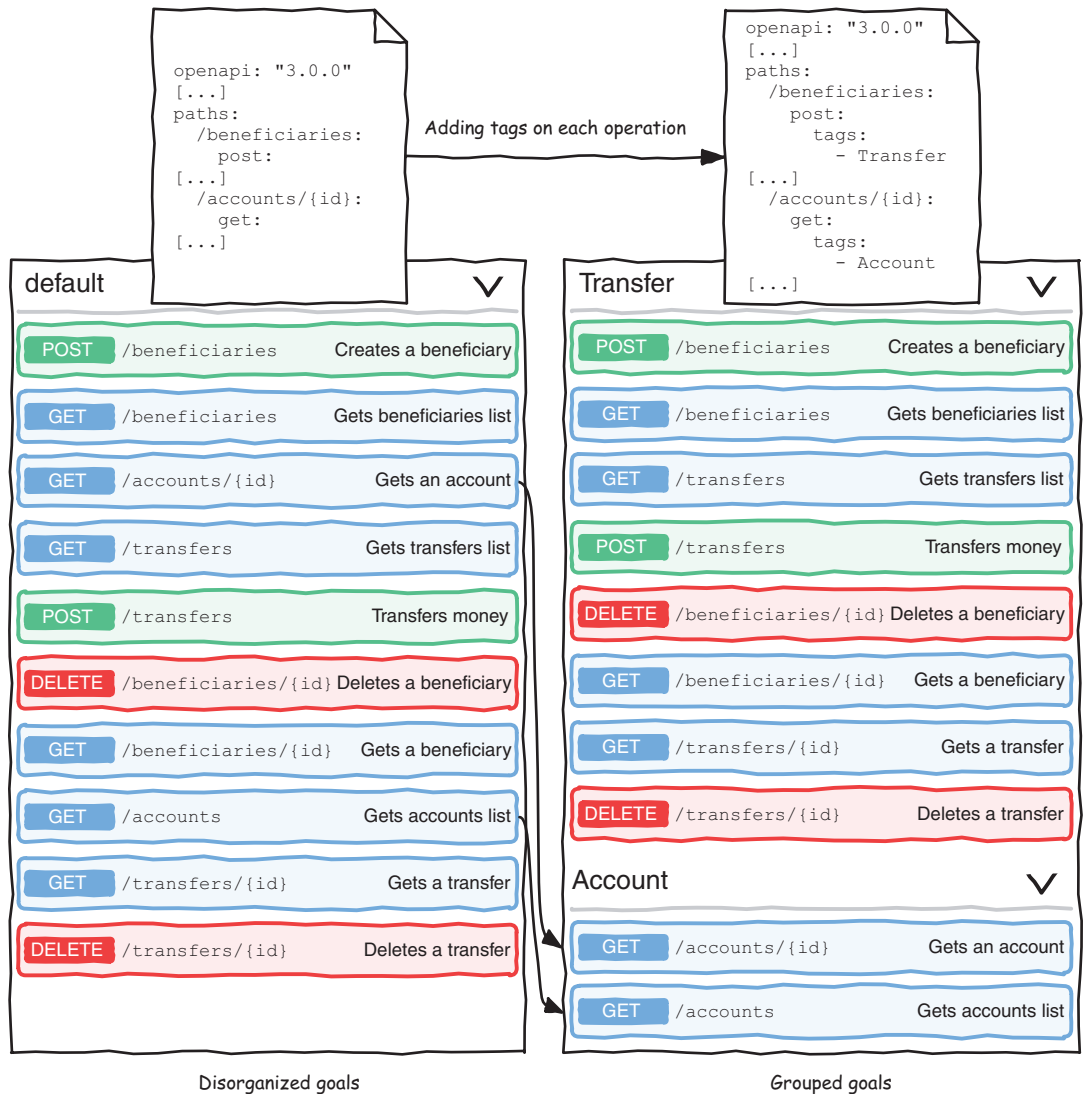 openapi: "3.0.0"
[...]
paths:
  /beneficiaries:
    post:
[...]
  /accounts/{id}:
    get:
[...]
Adding tags on each operation
openapi: "3.0.0"
[...]
paths:
  /beneficiaries:
    post:
      tags:
        - Transfer
[...]
  /accounts/{id}:
    get:
      tags:
        - Account
[...]
default
POST /beneficiaries Creates a beneficiary
GET /beneficiaries Gets beneficiaries list
GET /accounts/{id} Gets an account
GET /transfers Gets transfers list
POST /transfers Transfers money
DELETE /beneficiaries/{id} Deletes a beneficiary
GET /beneficiaries/{id} Gets a beneficiary
GET /accounts Gets accounts list
GET /transfers/{id} Gets a transfer
DELETE /transfers/{id} Deletes a transfer
Disorganized goals
Transfer
POST /beneficiaries Creates a beneficiary
GET /beneficiaries Gets beneficiaries list
GET /transfers Gets transfers list
POST /transfers Transfers money
DELETE /beneficiaries/{id} Deletes a beneficiary
GET /beneficiaries/{id} Gets a beneficiary
GET /transfers/{id} Gets a transfer
DELETE /transfers/{id} Deletes a transfer
Account
GET /accounts/{id} Gets an account
GET /accounts Gets accounts list
Grouped goals